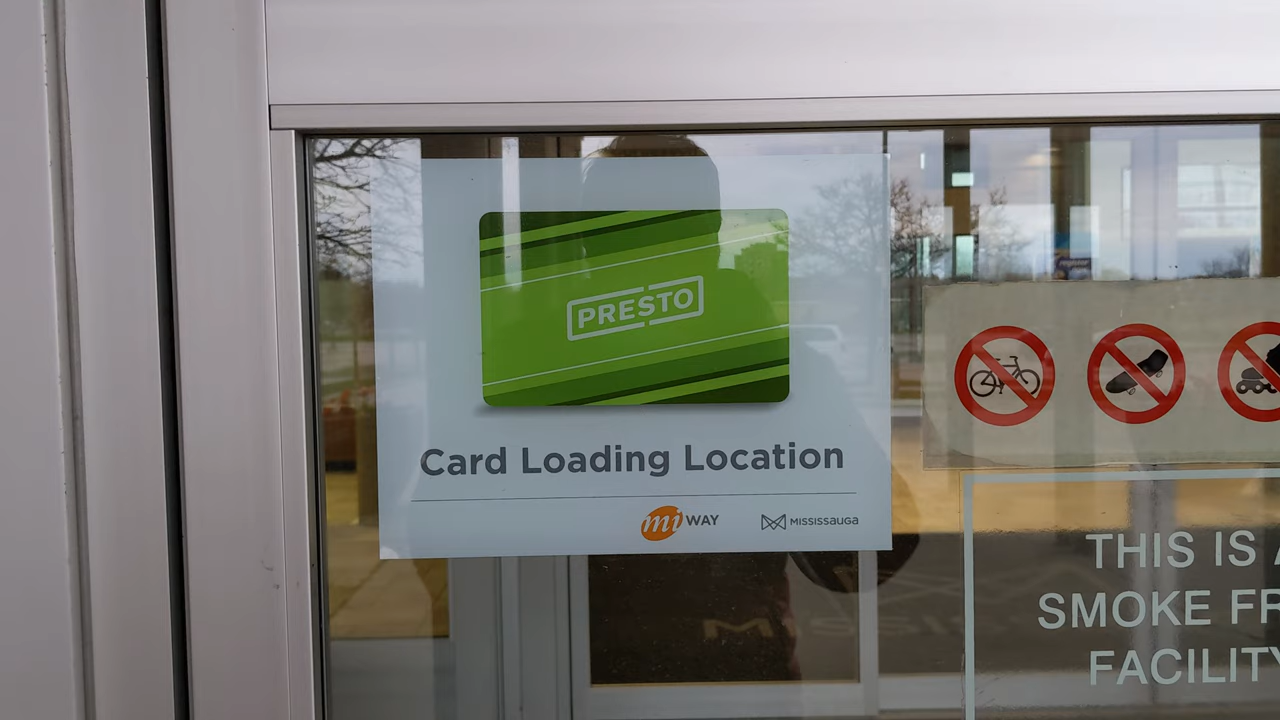 PRESTO
Card Loading Location
mi WAY
MISSISSAUGA
THIS IS
SMOKE FR
FACILITY